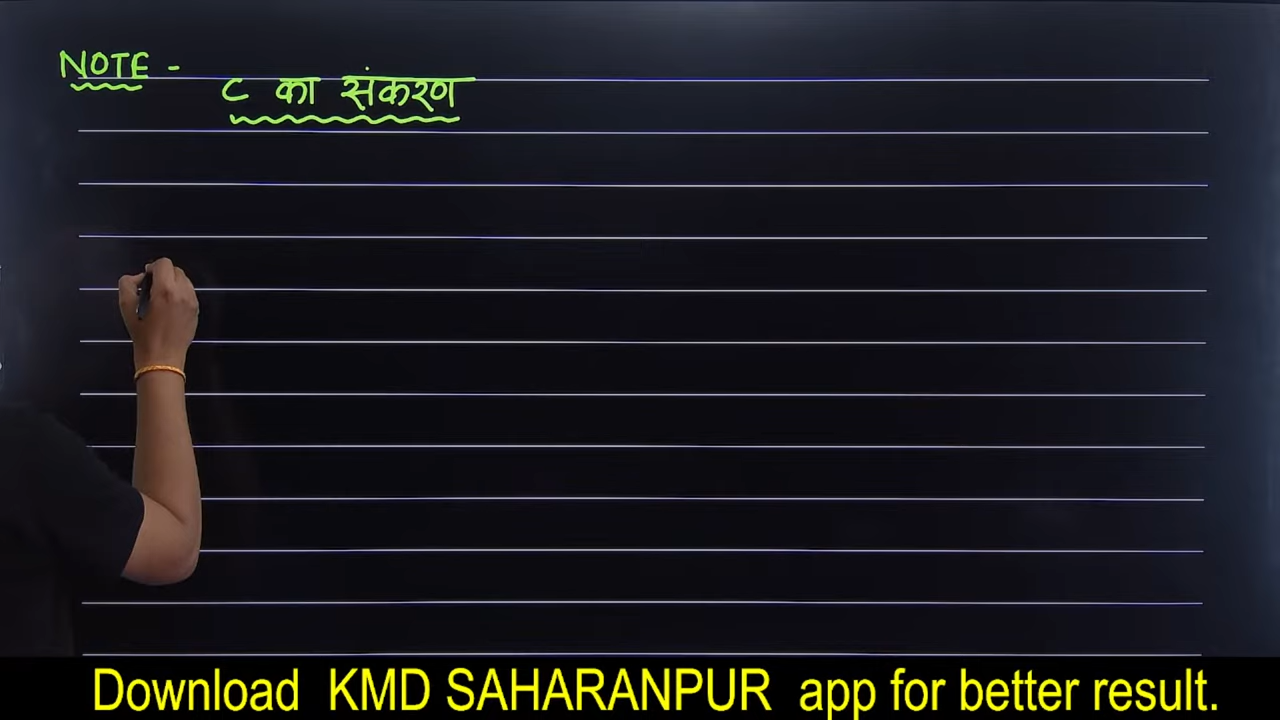 NOTE -
C का संकरण
Download KMD SAHARANPUR app for better result.